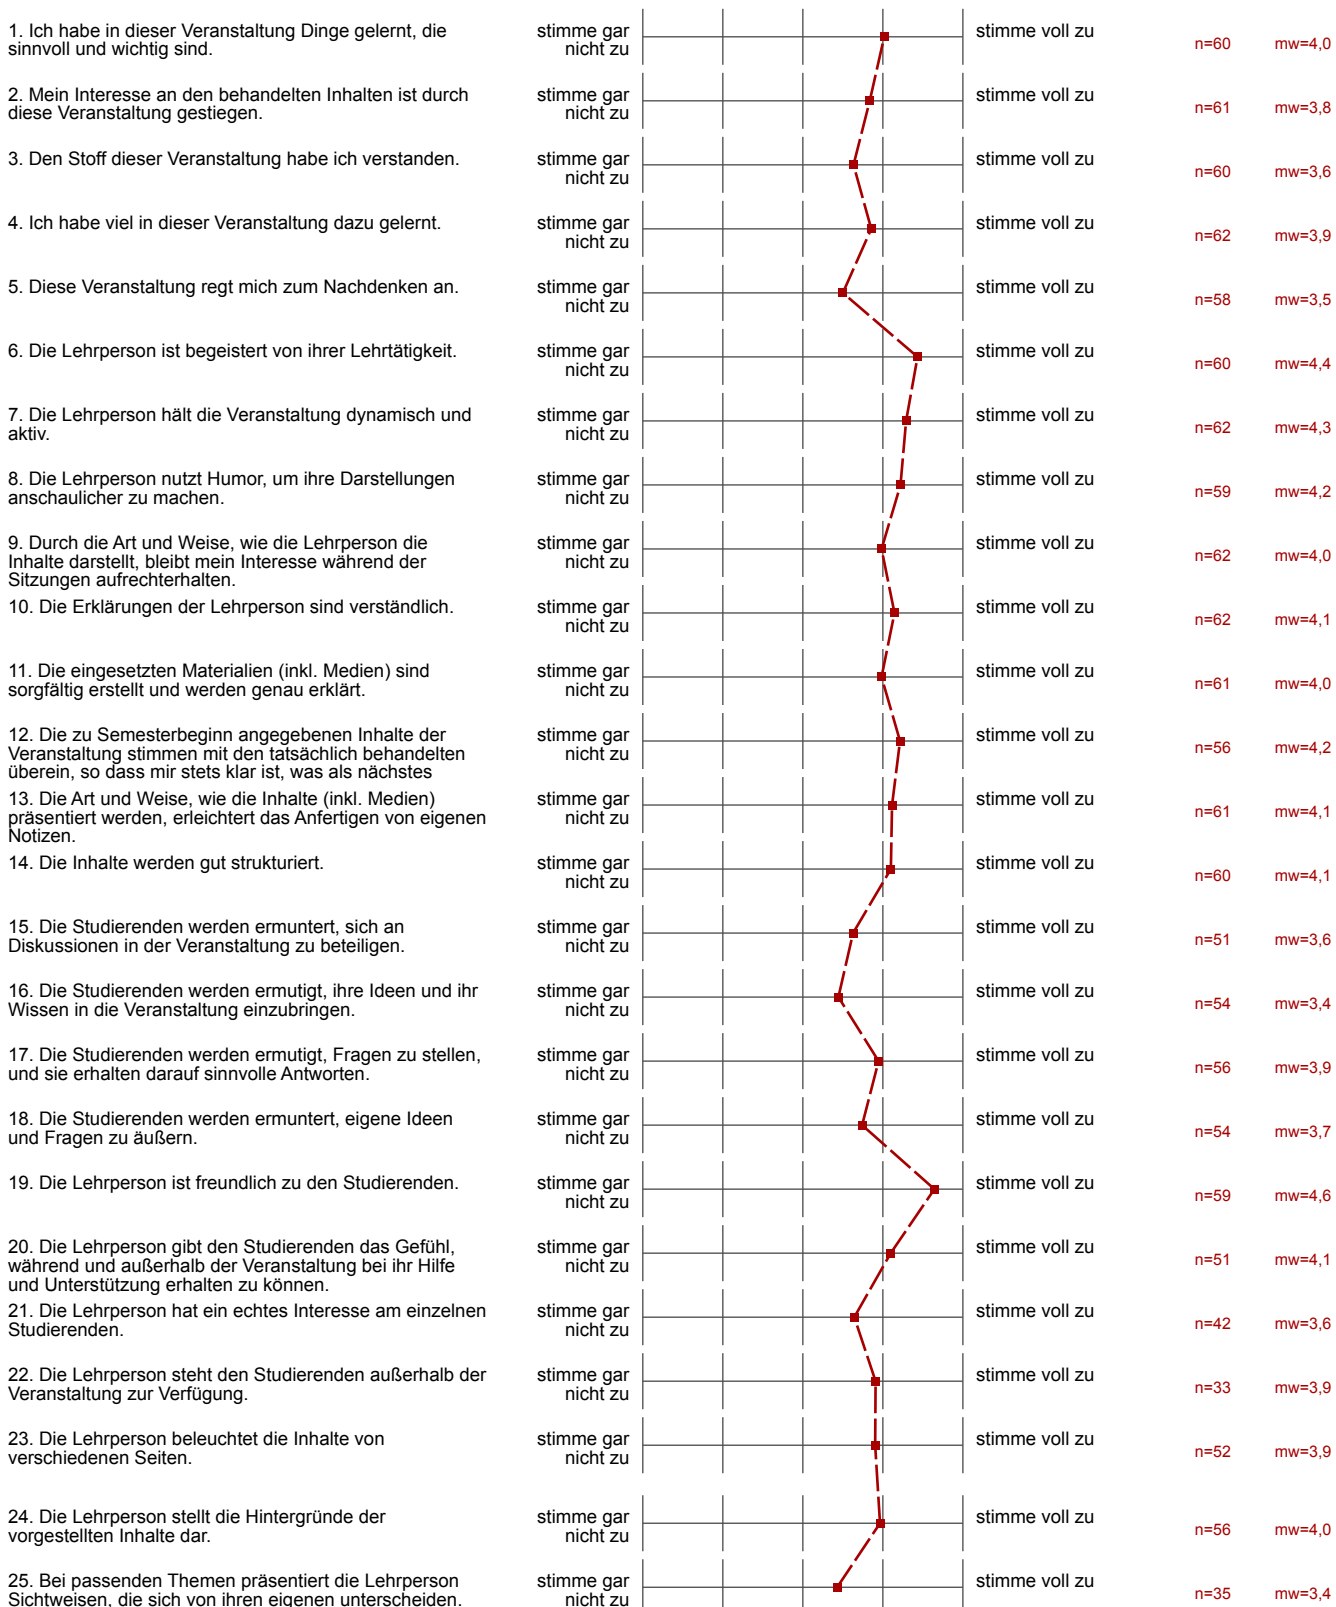 1. Ich habe in dieser Veranstaltung Dinge gelernt, die
sinnvoll und wichtig sind.
stimme gar
nicht zu
stimme voll zu
n=60
mw=4,0
2. Mein Interesse an den behandelten Inhalten ist durch
diese Veranstaltung gestiegen.
stimme gar
nicht zu
stimme voll zu
n=61
mw=3,8
3. Den Stoff dieser Veranstaltung habe ich verstanden.
stimme gar
nicht zu
stimme voll zu
n=60
mw=3,6
4. Ich habe viel in dieser Veranstaltung dazu gelernt.
stimme gar
nicht zu
stimme voll zu
n=62
mw=3,9
5. Diese Veranstaltung regt mich zum Nachdenken an.
stimme gar
nicht zu
stimme voll zu
n=58
mw=3,5
6. Die Lehrperson ist begeistert von ihrer Lehrtätigkeit.
stimme gar
nicht zu
stimme voll zu
n=60
mw=4,4
7. Die Lehrperson hält die Veranstaltung dynamisch und
aktiv.
stimme gar
nicht zu
stimme voll zu
n=62
mw=4,3
8. Die Lehrperson nutzt Humor, um ihre Darstellungen
anschaulicher zu machen.
stimme gar
nicht zu
stimme voll zu
n=59
mw=4,2
9. Durch die Art und Weise, wie die Lehrperson die
Inhalte darstellt, bleibt mein Interesse während der
Sitzungen aufrechterhalten.
stimme gar
nicht zu
stimme voll zu
n=62
mw=4,0
10. Die Erklärungen der Lehrperson sind verständlich.
stimme gar
nicht zu
stimme voll zu
n=62
mw=4,1
11. Die eingesetzten Materialien (inkl. Medien) sind
sorgfältig erstellt und werden genau erklärt.
stimme gar
nicht zu
stimme voll zu
n=61
mw=4,0
12. Die zu Semesterbeginn angegebenen Inhalte der
Veranstaltung stimmen mit den tatsächlich behandelten
überein, so dass mir stets klar ist, was als nächstes
stimme gar
nicht zu
stimme voll zu
n=56
mw=4,2
13. Die Art und Weise, wie die Inhalte (inkl. Medien)
präsentiert werden, erleichtert das Anfertigen von eigenen
Notizen.
stimme gar
nicht zu
stimme voll zu
n=61
mw=4,1
14. Die Inhalte werden gut strukturiert.
stimme gar
nicht zu
stimme voll zu
n=60
mw=4,1
15. Die Studierenden werden ermuntert, sich an
Diskussionen in der Veranstaltung zu beteiligen.
stimme gar
nicht zu
stimme voll zu
n=51
mw=3,6
16. Die Studierenden werden ermutigt, ihre Ideen und ihr
Wissen in die Veranstaltung einzubringen.
stimme gar
nicht zu
stimme voll zu
n=54
mw=3,4
17. Die Studierenden werden ermutigt, Fragen zu stellen,
und sie erhalten darauf sinnvolle Antworten.
stimme gar
nicht zu
stimme voll zu
n=56
mw=3,9
18. Die Studierenden werden ermuntert, eigene Ideen
und Fragen zu äußern.
stimme gar
nicht zu
stimme voll zu
n=54
mw=3,7
19. Die Lehrperson ist freundlich zu den Studierenden.
stimme gar
nicht zu
stimme voll zu
n=59
mw=4,6
20. Die Lehrperson gibt den Studierenden das Gefühl,
während und außerhalb der Veranstaltung bei ihr Hilfe
und Unterstützung erhalten zu können.
stimme gar
nicht zu
stimme voll zu
n=51
mw=4,1
21. Die Lehrperson hat ein echtes Interesse am einzelnen
Studierenden.
stimme gar
nicht zu
stimme voll zu
n=42
mw=3,6
22. Die Lehrperson steht den Studierenden außerhalb der
Veranstaltung zur Verfügung.
stimme gar
nicht zu
stimme voll zu
n=33
mw=3,9
23. Die Lehrperson beleuchtet die Inhalte von
verschiedenen Seiten.
stimme gar
nicht zu
stimme voll zu
n=52
mw=3,9
24. Die Lehrperson stellt die Hintergründe der
vorgestellten Inhalte dar.
stimme gar
nicht zu
stimme voll zu
n=56
mw=4,0
25. Bei passenden Themen präsentiert die Lehrperson
Sichtweisen, die sich von ihren eigenen unterscheiden.
stimme gar
nicht zu
stimme voll zu
n=35
mw=3,4